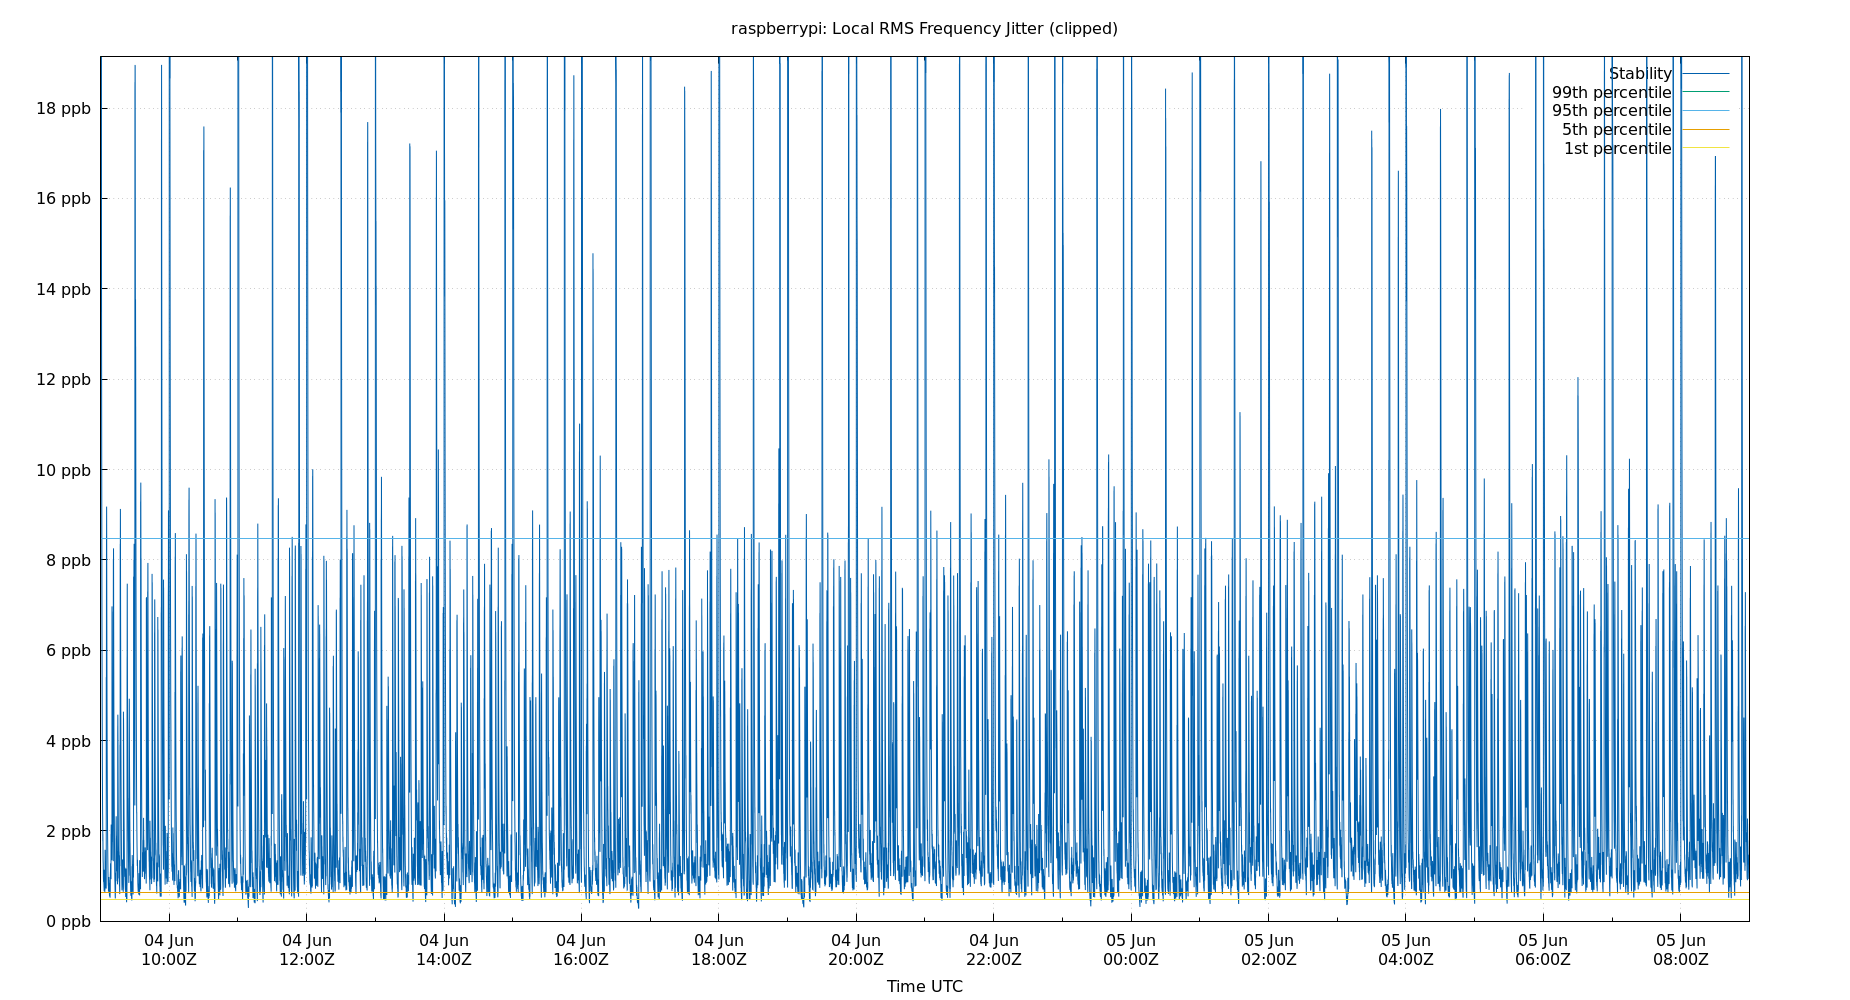 raspberrypi: Local RMS Frequency Jitter (clipped)
Stability
99th percentile
95th percentile
5th percentile
1st percentile
18 ppb
16 ppb
14 ppb
12 ppb
10 ppb
8 ppb
6 ppb
4 ppb
2 ppb
0 ppb
04 Jun 04 Jun 04 Jun 04 Jun 04 Jun 04 Jun 04 Jun 05 Jun 05 Jun 05 Jun 05 Jun 05 Jun
10:00Z 12:00Z 14:00Z 16:00Z 18:00Z 20:00Z 22:00Z 00:00Z 02:00Z 04:00Z 06:00Z 08:00Z
Time UTC